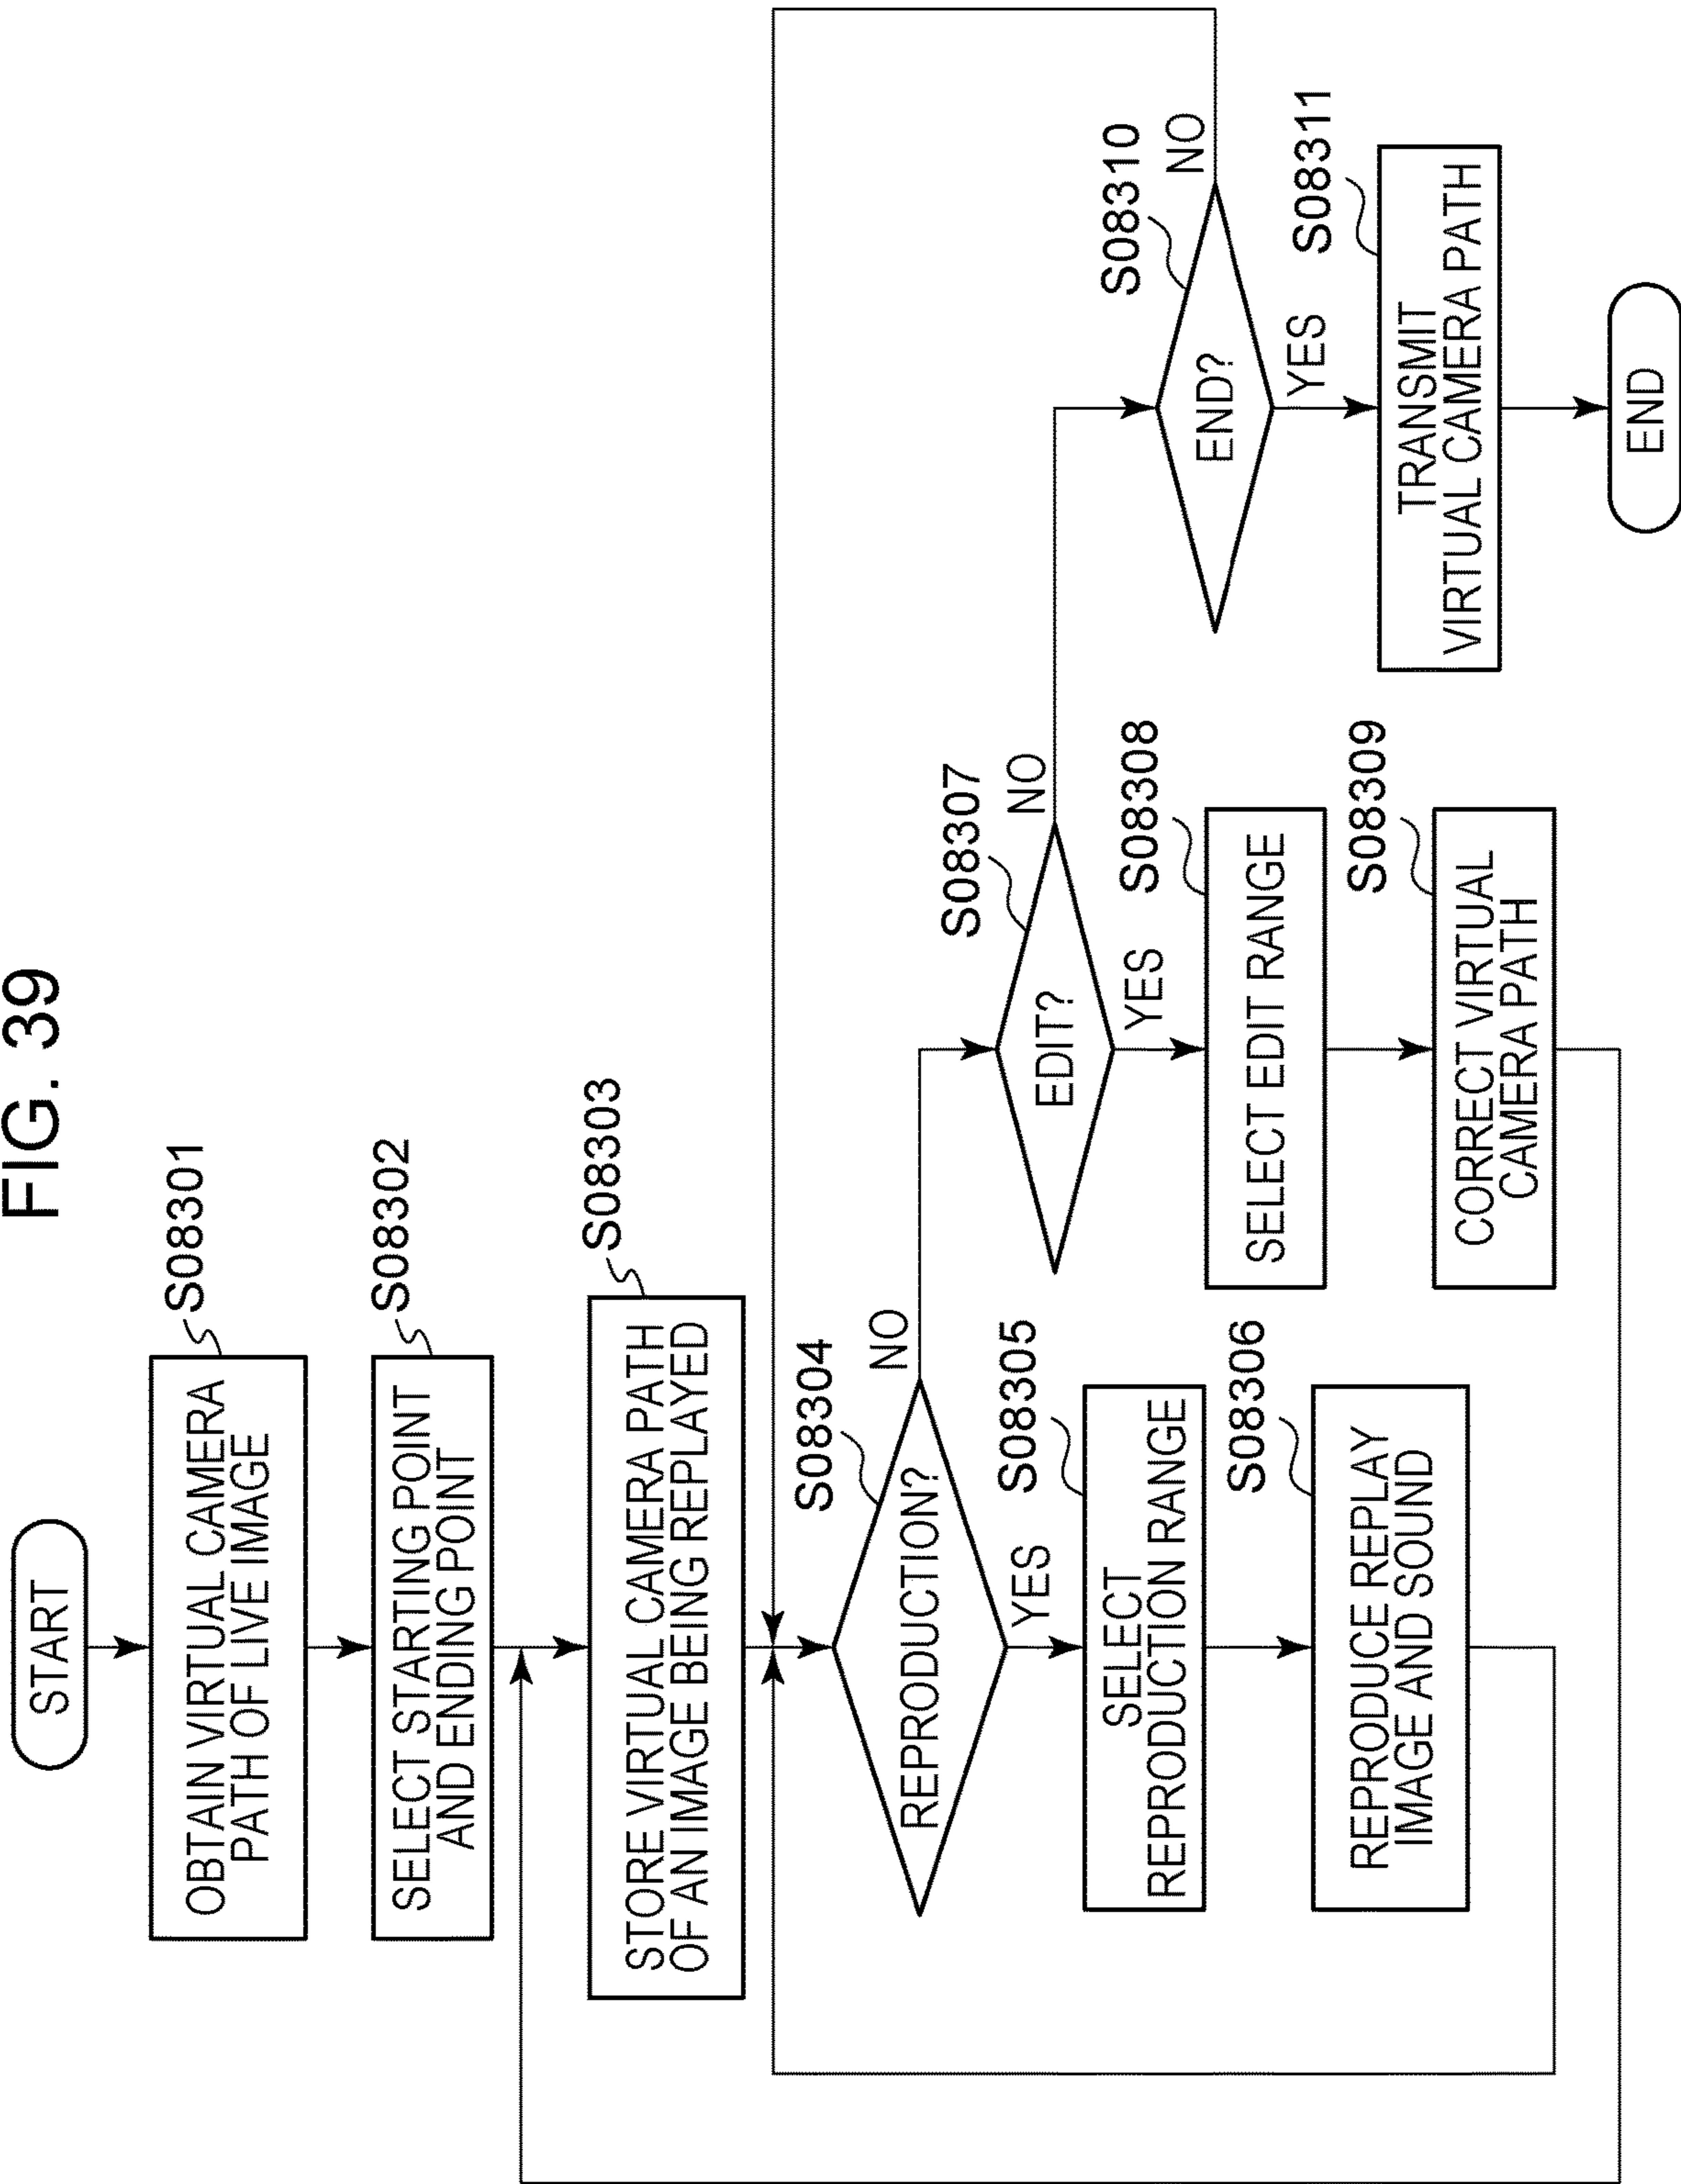 FIG. 39
START
OBTAIN VIRTUAL CAMERA
PATH OF LIVE IMAGE
S08301
SELECT STARTING POINT
AND ENDING POINT
S08302
STORE VIRTUAL CAMERA PATH
OF AN IMAGE BEING REPLAYED
S08303
REPRODUCTION?
S08304
NO
YES
SELECT
REPRODUCTION RANGE
S08305
REPRODUCE REPLAY
IMAGE AND SOUND
S08306
EDIT?
S08307
NO
YES
SELECT EDIT RANGE
S08308
CORRECT VIRTUAL
CAMERA PATH
S08309
END?
S08310
NO
YES
TRANSMIT
VIRTUAL CAMERA PATH
S08311
END